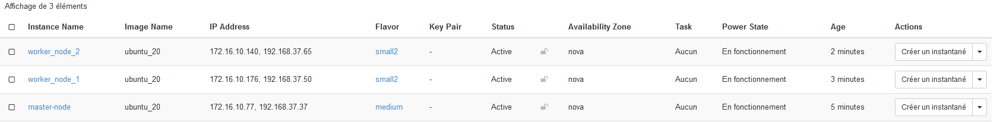 Affichage de 3 éléments
Instance Name Image Name IP Address Flavor Key Pair Status Availability Zone Task Power State Age Actions
worker_node_2 ubuntu_20 172.16.10.140, 192.168.37.65 small2 - Active nova Aucun En fonctionnement 2 minutes Créer un instantané
worker_node_1 ubuntu_20 172.16.10.176, 192.168.37.50 small2 - Active nova Aucun En fonctionnement 3 minutes Créer un instantané
master-node ubuntu_20 172.16.10.77, 192.168.37.37 medium - Active nova Aucun En fonctionnement 5 minutes Créer un instantané